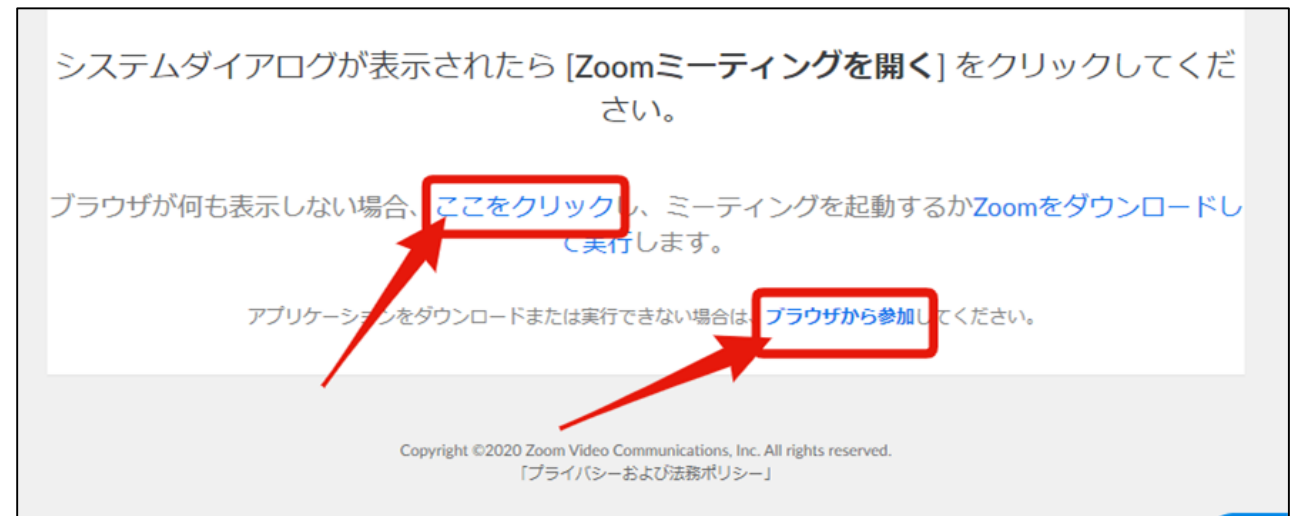 システムダイアログが表示されたら [Zoomミーティングを開く] をクリックしてくだ
さい。
ブラウザが何も表示しない場合、ここをクリックし、ミーティングを起動するかZoomをダウンロードし
て実行します。
アプリケーションをダウンロードまたは実行できない場合は、ブラウザから参加してください。
Copyright ©2020 Zoom Video Communications, Inc. All rights reserved.
「プライバシーおよび法務ポリシー」